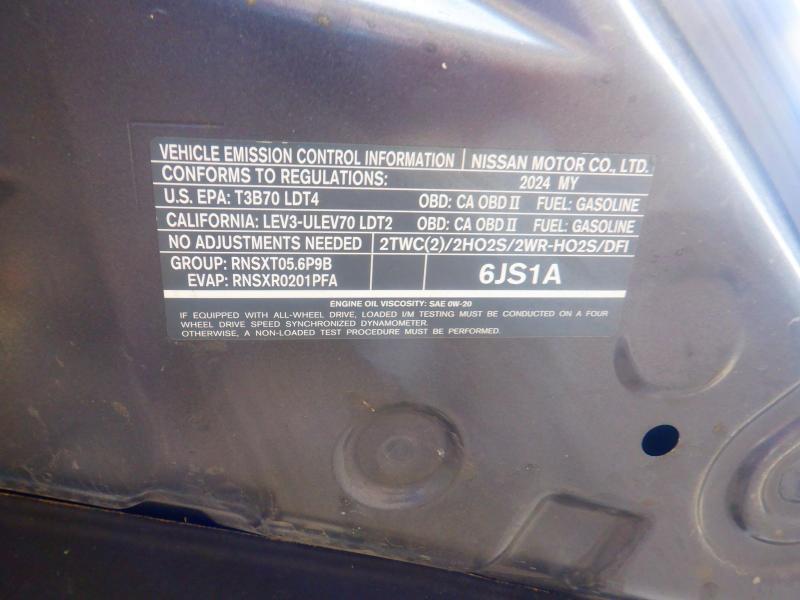 VEHICLE EMISSION CONTROL INFORMATION NISSAN MOTOR CO., LTD.
CONFORMS TO REGULATIONS: 2024 MY
U.S. EPA: T3B70 LDT4 OBD: CA OBD II FUEL: GASOLINE
CALIFORNIA: LEV3-ULEV70 LDT2 OBD: CA OBD II FUEL: GASOLINE
NO ADJUSTMENTS NEEDED 2TWC(2)/2HO2S/2WR-HO2S/DFI
GROUP: RNSXT05.6P9B
EVAP: RNSXR0201PFA
6JS1A
ENGINE OIL VISCOSITY: SAE 0W-20
IF EQUIPPED WITH ALL-WHEEL DRIVE, LOADED I/M TESTING MUST BE CONDUCTED ON A FOUR
WHEEL DRIVE SPEED SYNCHRONIZED DYNAMOMETER.
OTHERWISE, A NON-LOADED TEST PROCEDURE MUST BE PERFORMED.